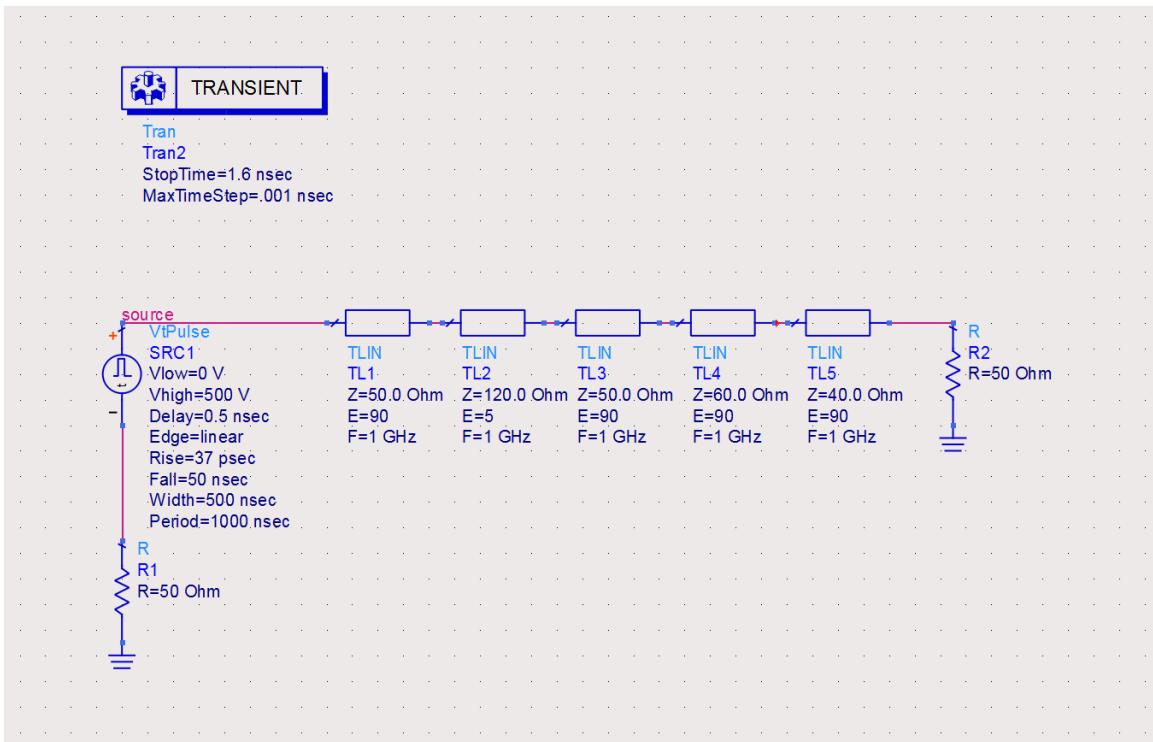 TRANSIENT
Tran
Tran2
StopTime=1.6 nsec
MaxTimeStep=.001 nsec
source
+
VtPulse
SRC1
Vlow=0 V
Vhigh=500 V
Delay=0.5 nsec
Edge=linear
Rise=37 psec
Fall=50 nsec
Width=500 nsec
Period=1000 nsec
R
R1
R=50 Ohm
TLIN
TL1
Z=50.0 Ohm
E=90
F=1 GHz
TLIN
TL2
Z=120.0 Ohm
E=5
F=1 GHz
TLIN
TL3
Z=50.0 Ohm
E=90
F=1 GHz
TLIN
TL4
Z=60.0 Ohm
E=90
F=1 GHz
TLIN
TL5
Z=40.0 Ohm
E=90
F=1 GHz
R
R2
R=50 Ohm